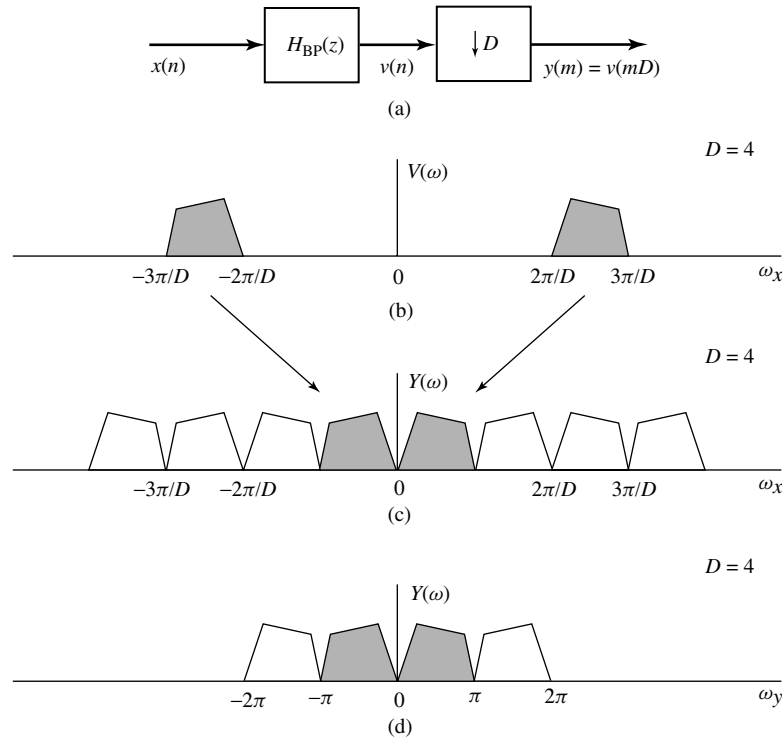 x(n)
H_BP(z)
v(n)
↓D
y(m) = v(mD)
(a)
D = 4
V(ω)
−3π/D −2π/D 0 2π/D 3π/D ω_x
(b)
D = 4
Y(ω)
−3π/D −2π/D 0 2π/D 3π/D ω_x
(c)
D = 4
Y(ω)
−2π −π 0 π 2π ω_y
(d)